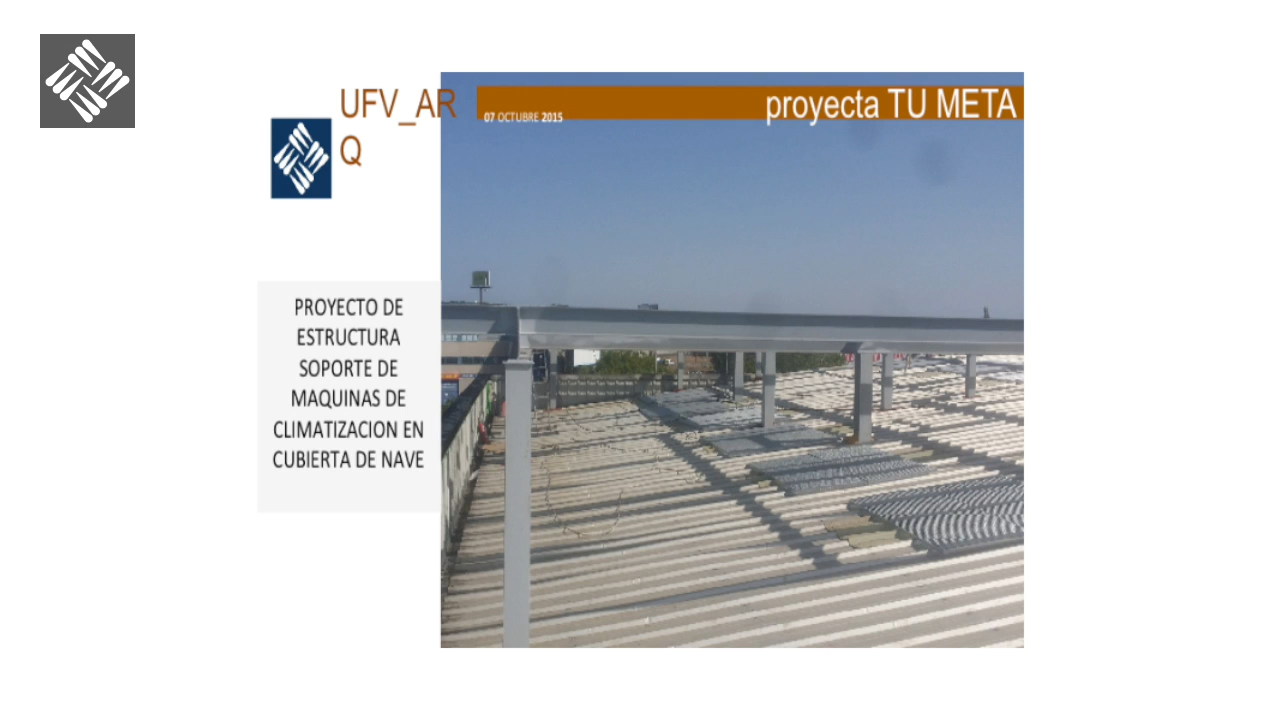 UFV_AR
Q
07 OCTUBRE 2015
proyecta TU META
PROYECTO DE
ESTRUCTURA
SOPORTE DE
MAQUINAS DE
CLIMATIZACION EN
CUBIERTA DE NAVE